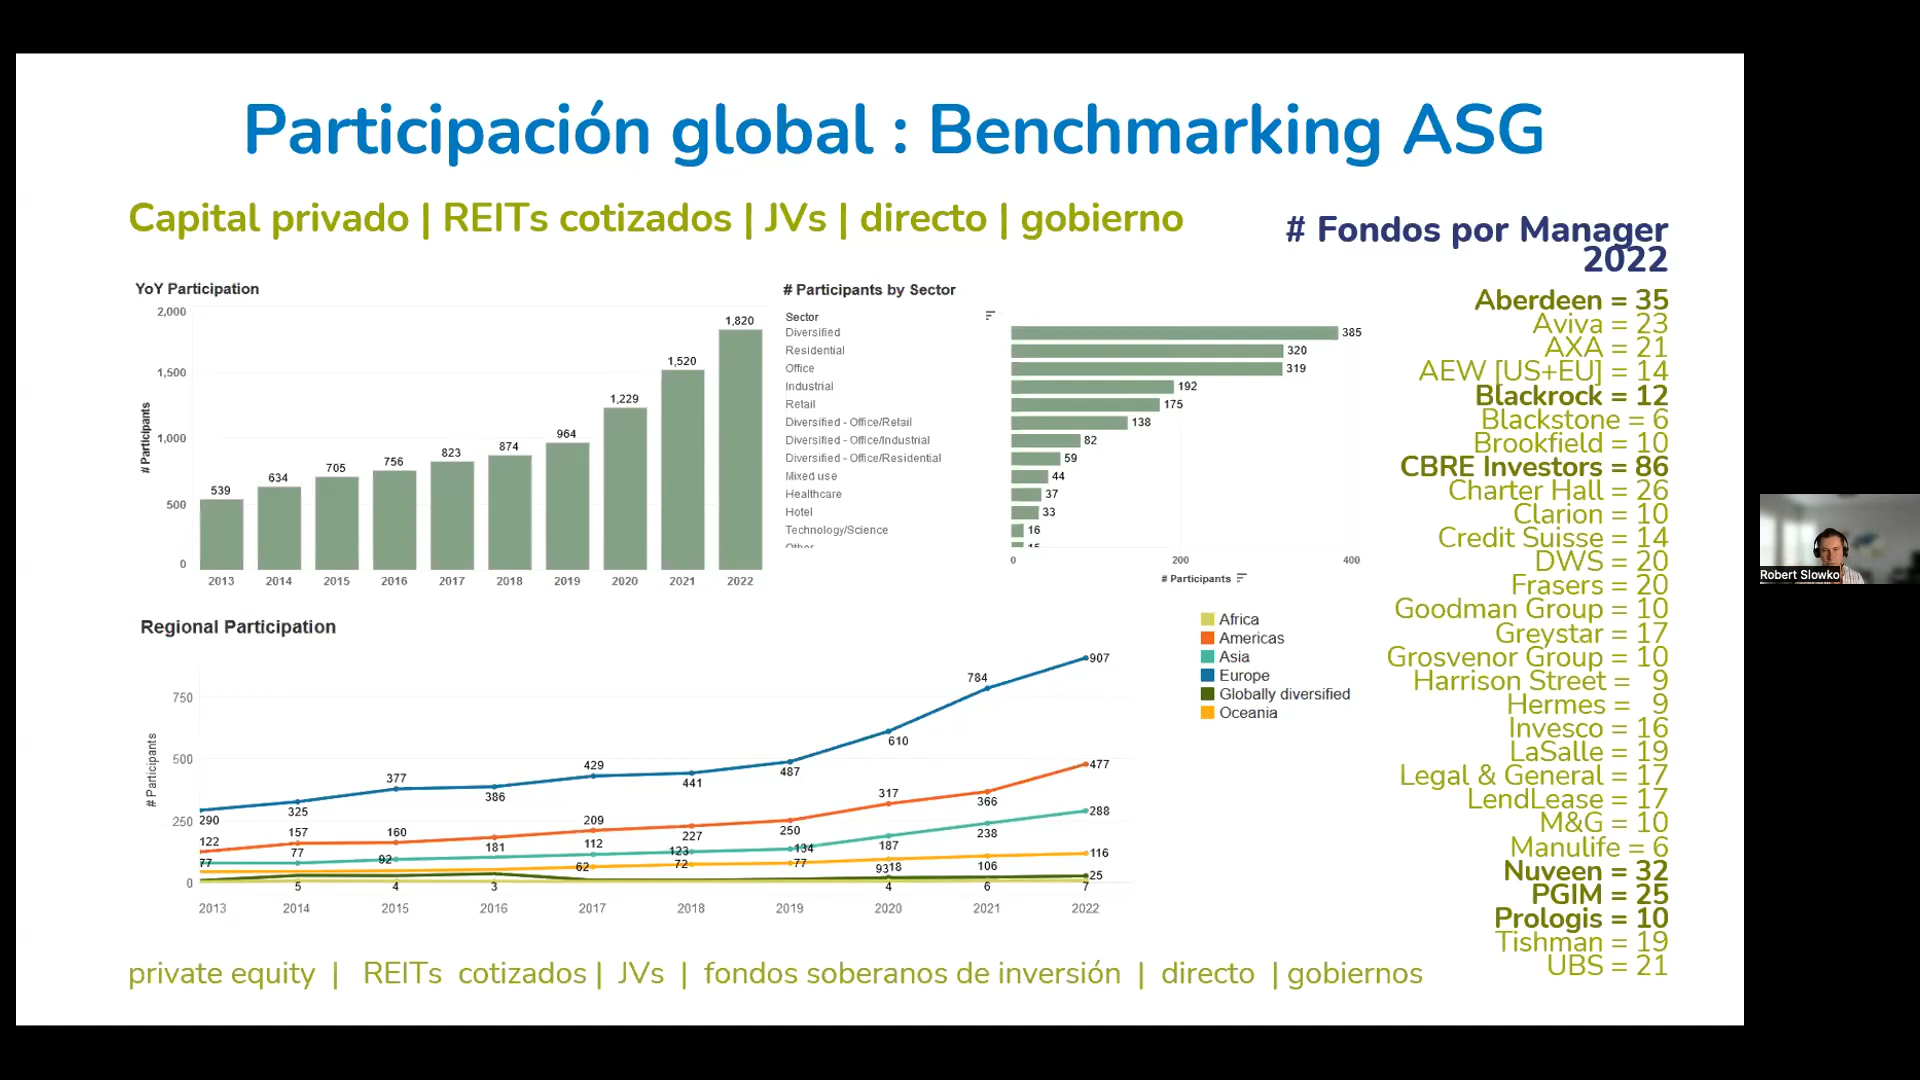 Participación global : Benchmarking ASG
Capital privado | REITs cotizados | JVs | directo | gobierno
# Fondos por Manager
2022
YoY Participation
# Participants
2,000
1,500
1,000
500
0
539
634
705
756
823
874
964
1,229
1,520
1,820
2013 2014 2015 2016 2017 2018 2019 2020 2021 2022
# Participants by Sector
Sector
Diversified 385
Residential 320
Office 319
Industrial 192
Retail 175
Diversified - Office/Retail 138
Diversified - Office/Industrial 82
Diversified - Office/Residential 59
Mixed use 44
Healthcare 37
Hotel 33
Technology/Science 16
Other 15
0 200 400
# Participants
Regional Participation
# Participants
750
500
250
0
290 325 377 386 429 441 487 610 784 907
122 157 160 181 209 227 250 317 366 477
77 77 92 112 123 134 187 238 288
62 72 77 93 106 116
18 25
5 4 3 4 6 7
2013 2014 2015 2016 2017 2018 2019 2020 2021 2022
Africa
Americas
Asia
Europe
Globally diversified
Oceania
Aberdeen = 35
Aviva = 23
AXA = 21
AEW [US+EU] = 14
Blackrock = 12
Blackstone = 6
Brookfield = 10
CBRE Investors = 86
Charter Hall = 26
Clarion = 10
Credit Suisse = 14
DWS = 20
Frasers = 20
Goodman Group = 10
Greystar = 17
Grosvenor Group = 10
Harrison Street = 9
Hermes = 9
Invesco = 16
LaSalle = 19
Legal & General = 17
LendLease = 17
M&G = 10
Manulife = 6
Nuveen = 32
PGIM = 25
Prologis = 10
Tishman = 19
UBS = 21
private equity | REITs cotizados | JVs | fondos soberanos de inversión | directo | gobiernos
Robert Slowko